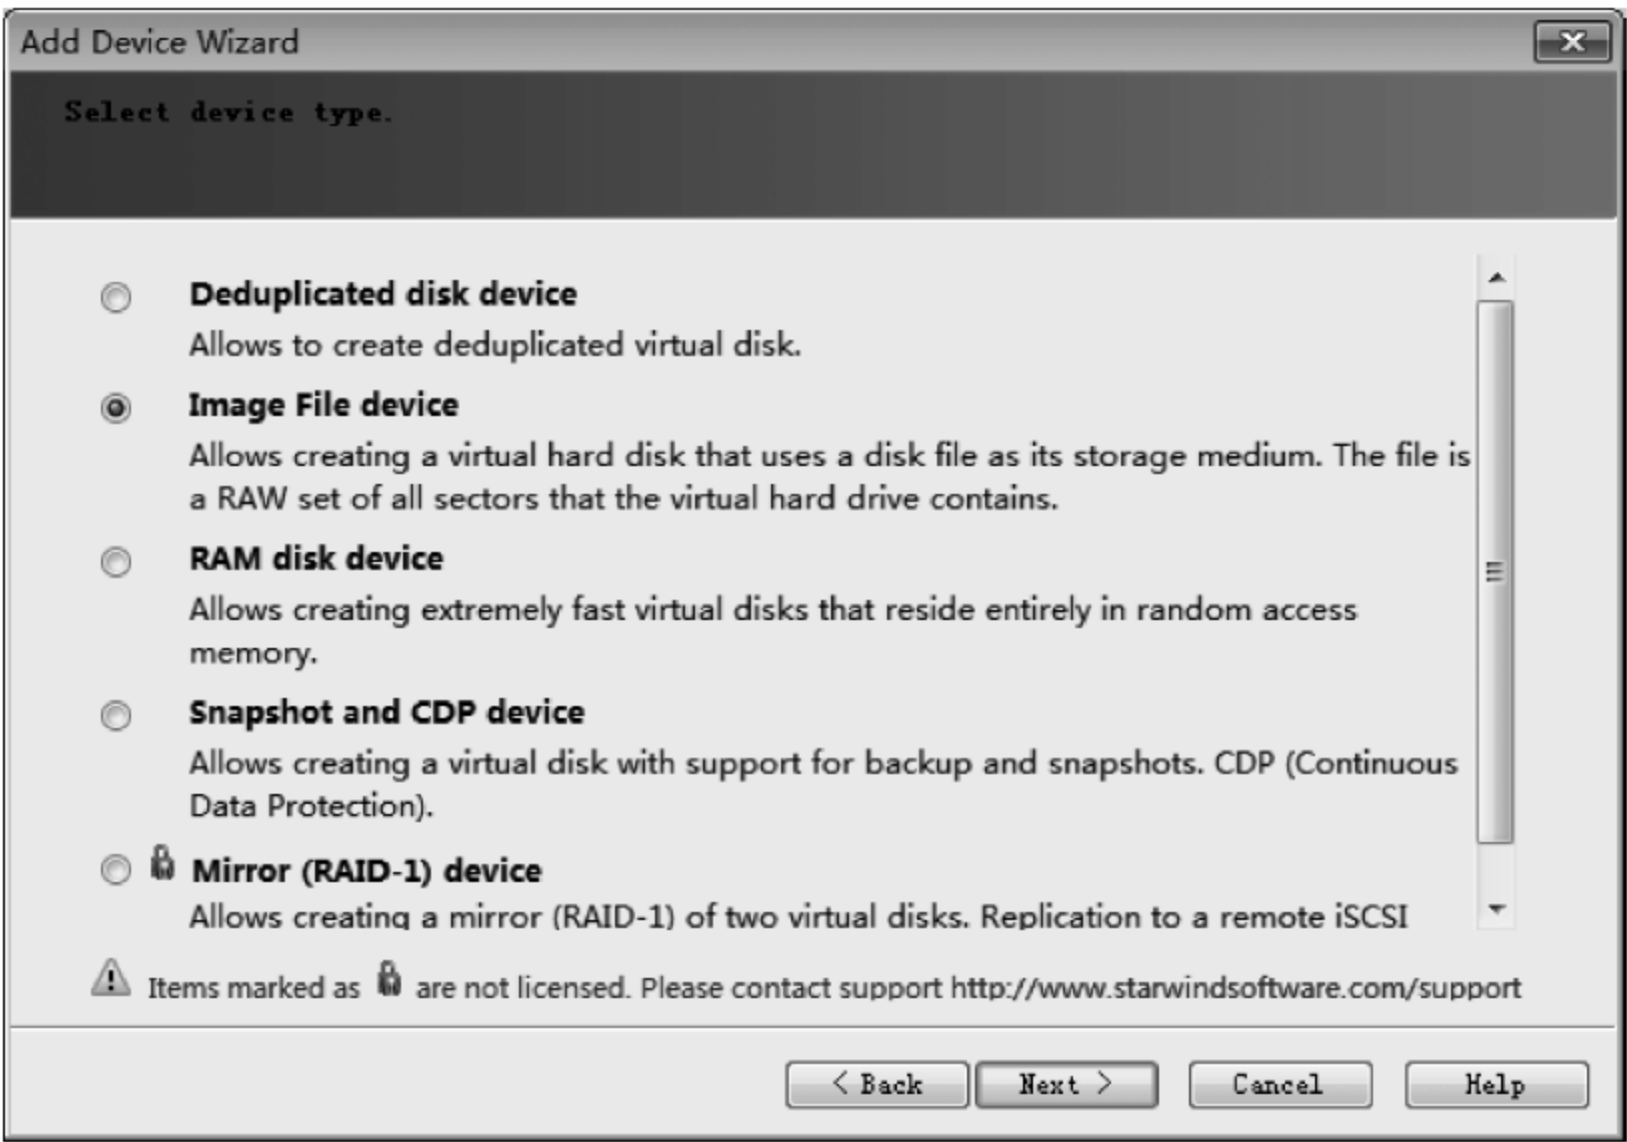 Add Device Wizard
Select device type.
Deduplicated disk device
Allows to create deduplicated virtual disk.
Image File device
Allows creating a virtual hard disk that uses a disk file as its storage medium. The file is
a RAW set of all sectors that the virtual hard drive contains.
RAM disk device
Allows creating extremely fast virtual disks that reside entirely in random access
memory.
Snapshot and CDP device
Allows creating a virtual disk with support for backup and snapshots. CDP (Continuous
Data Protection).
Mirror (RAID-1) device
Allows creating a mirror (RAID-1) of two virtual disks. Replication to a remote iSCSI
Items marked as are not licensed. Please contact support http://www.starwindsoftware.com/support
< Back Next > Cancel Help